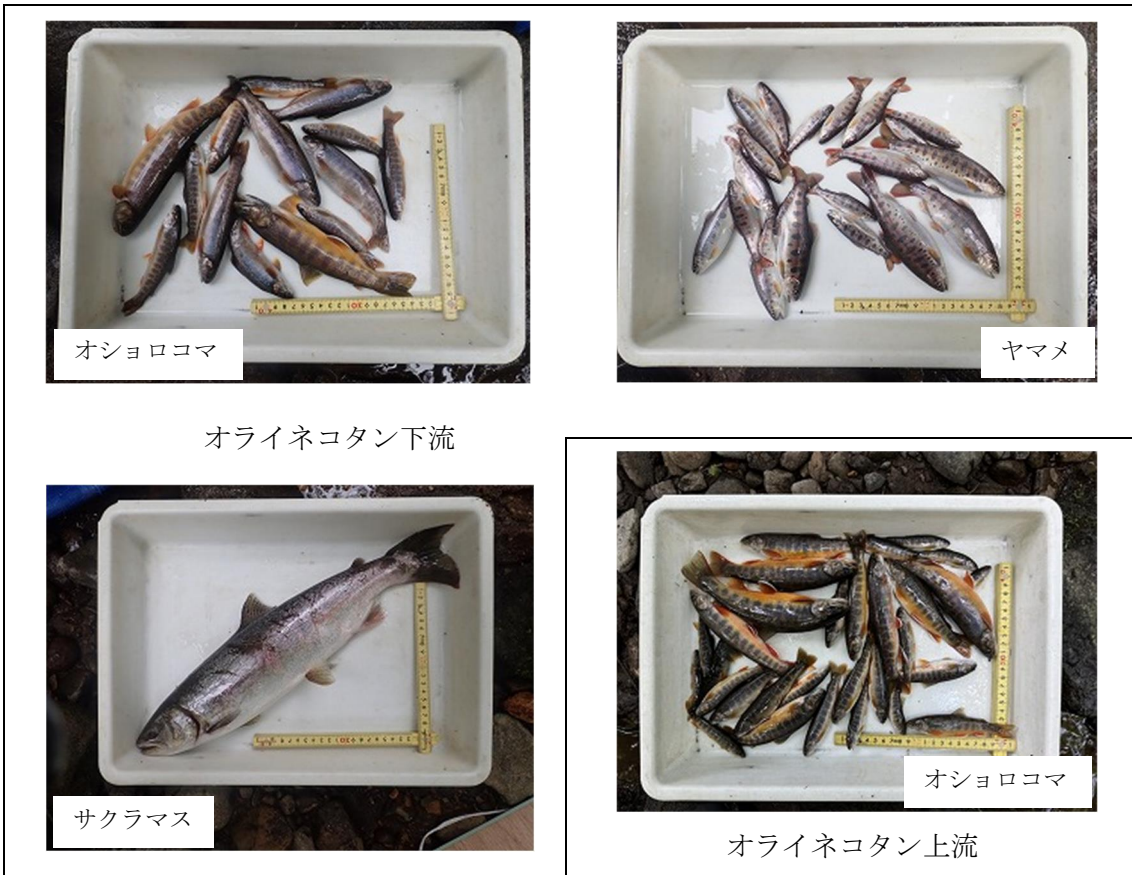 オショロコマ
ヤマメ
オライネコタン下流
サクラマス
オショロコマ
オライネコタン上流